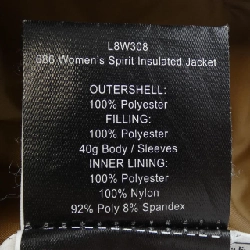 L8W308
686 Women's Spirit Insulated Jacket
OUTERSHELL:
100% Polyester
FILLING:
100% Polyester
40g Body / Sleeves
INNER LINING:
100% Polyester
100% Nylon
92% Poly 8% Spandex